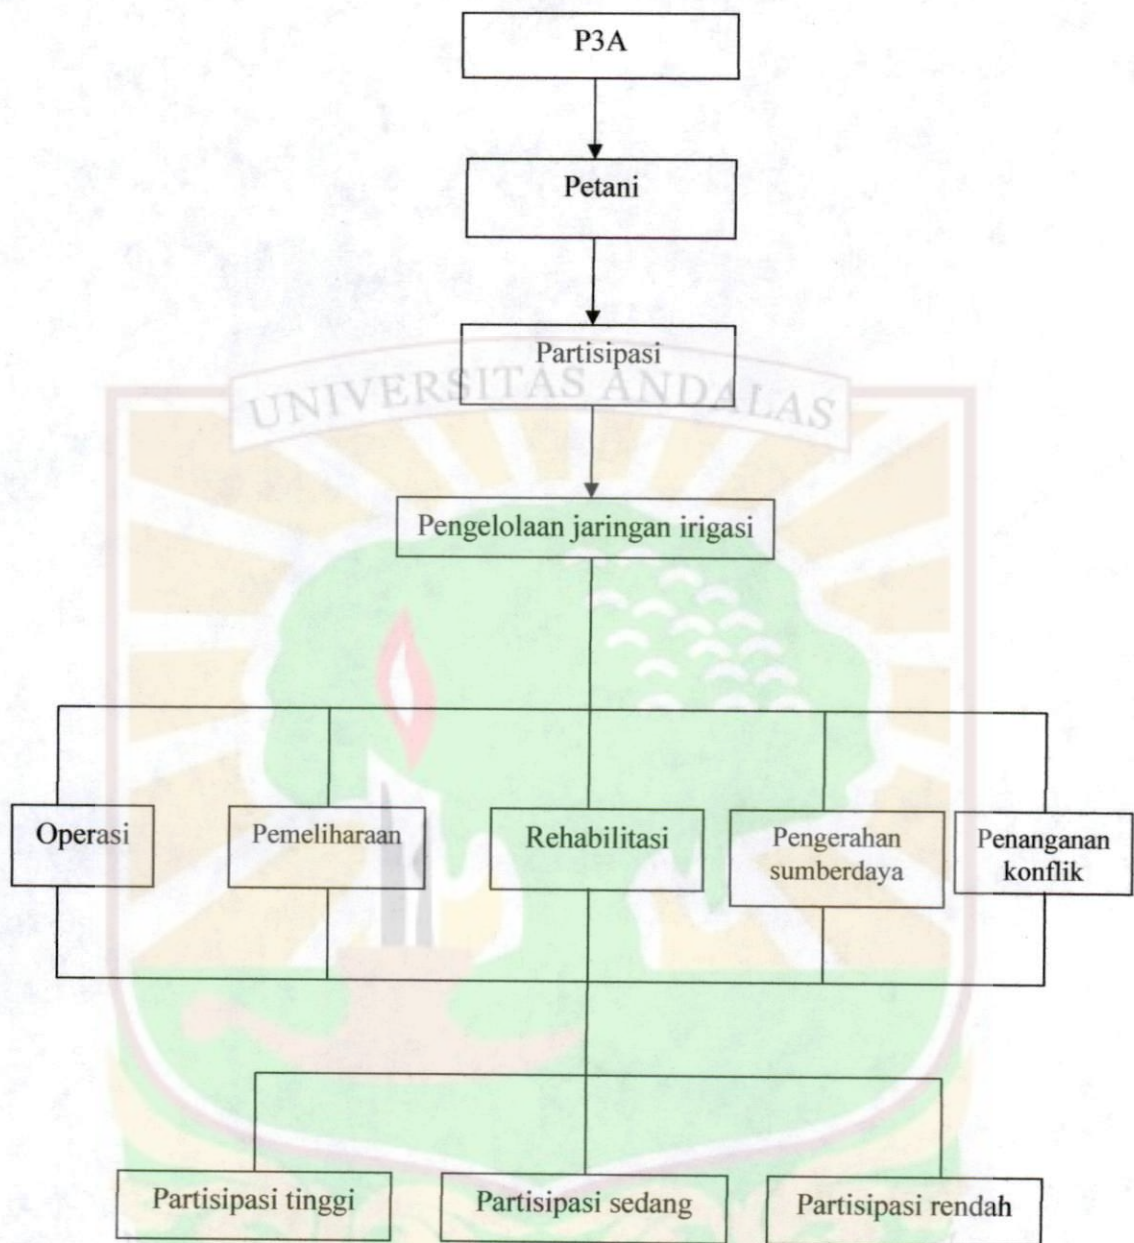 P3A
Petani
Partisipasi
UNIVERSITAS ANDALAS
Pengelolaan jaringan irigasi
Operasi
Pemeliharaan
Rehabilitasi
Pengerahan
sumberdaya
Penanganan
konflik
Partisipasi tinggi
Partisipasi sedang
Partisipasi rendah